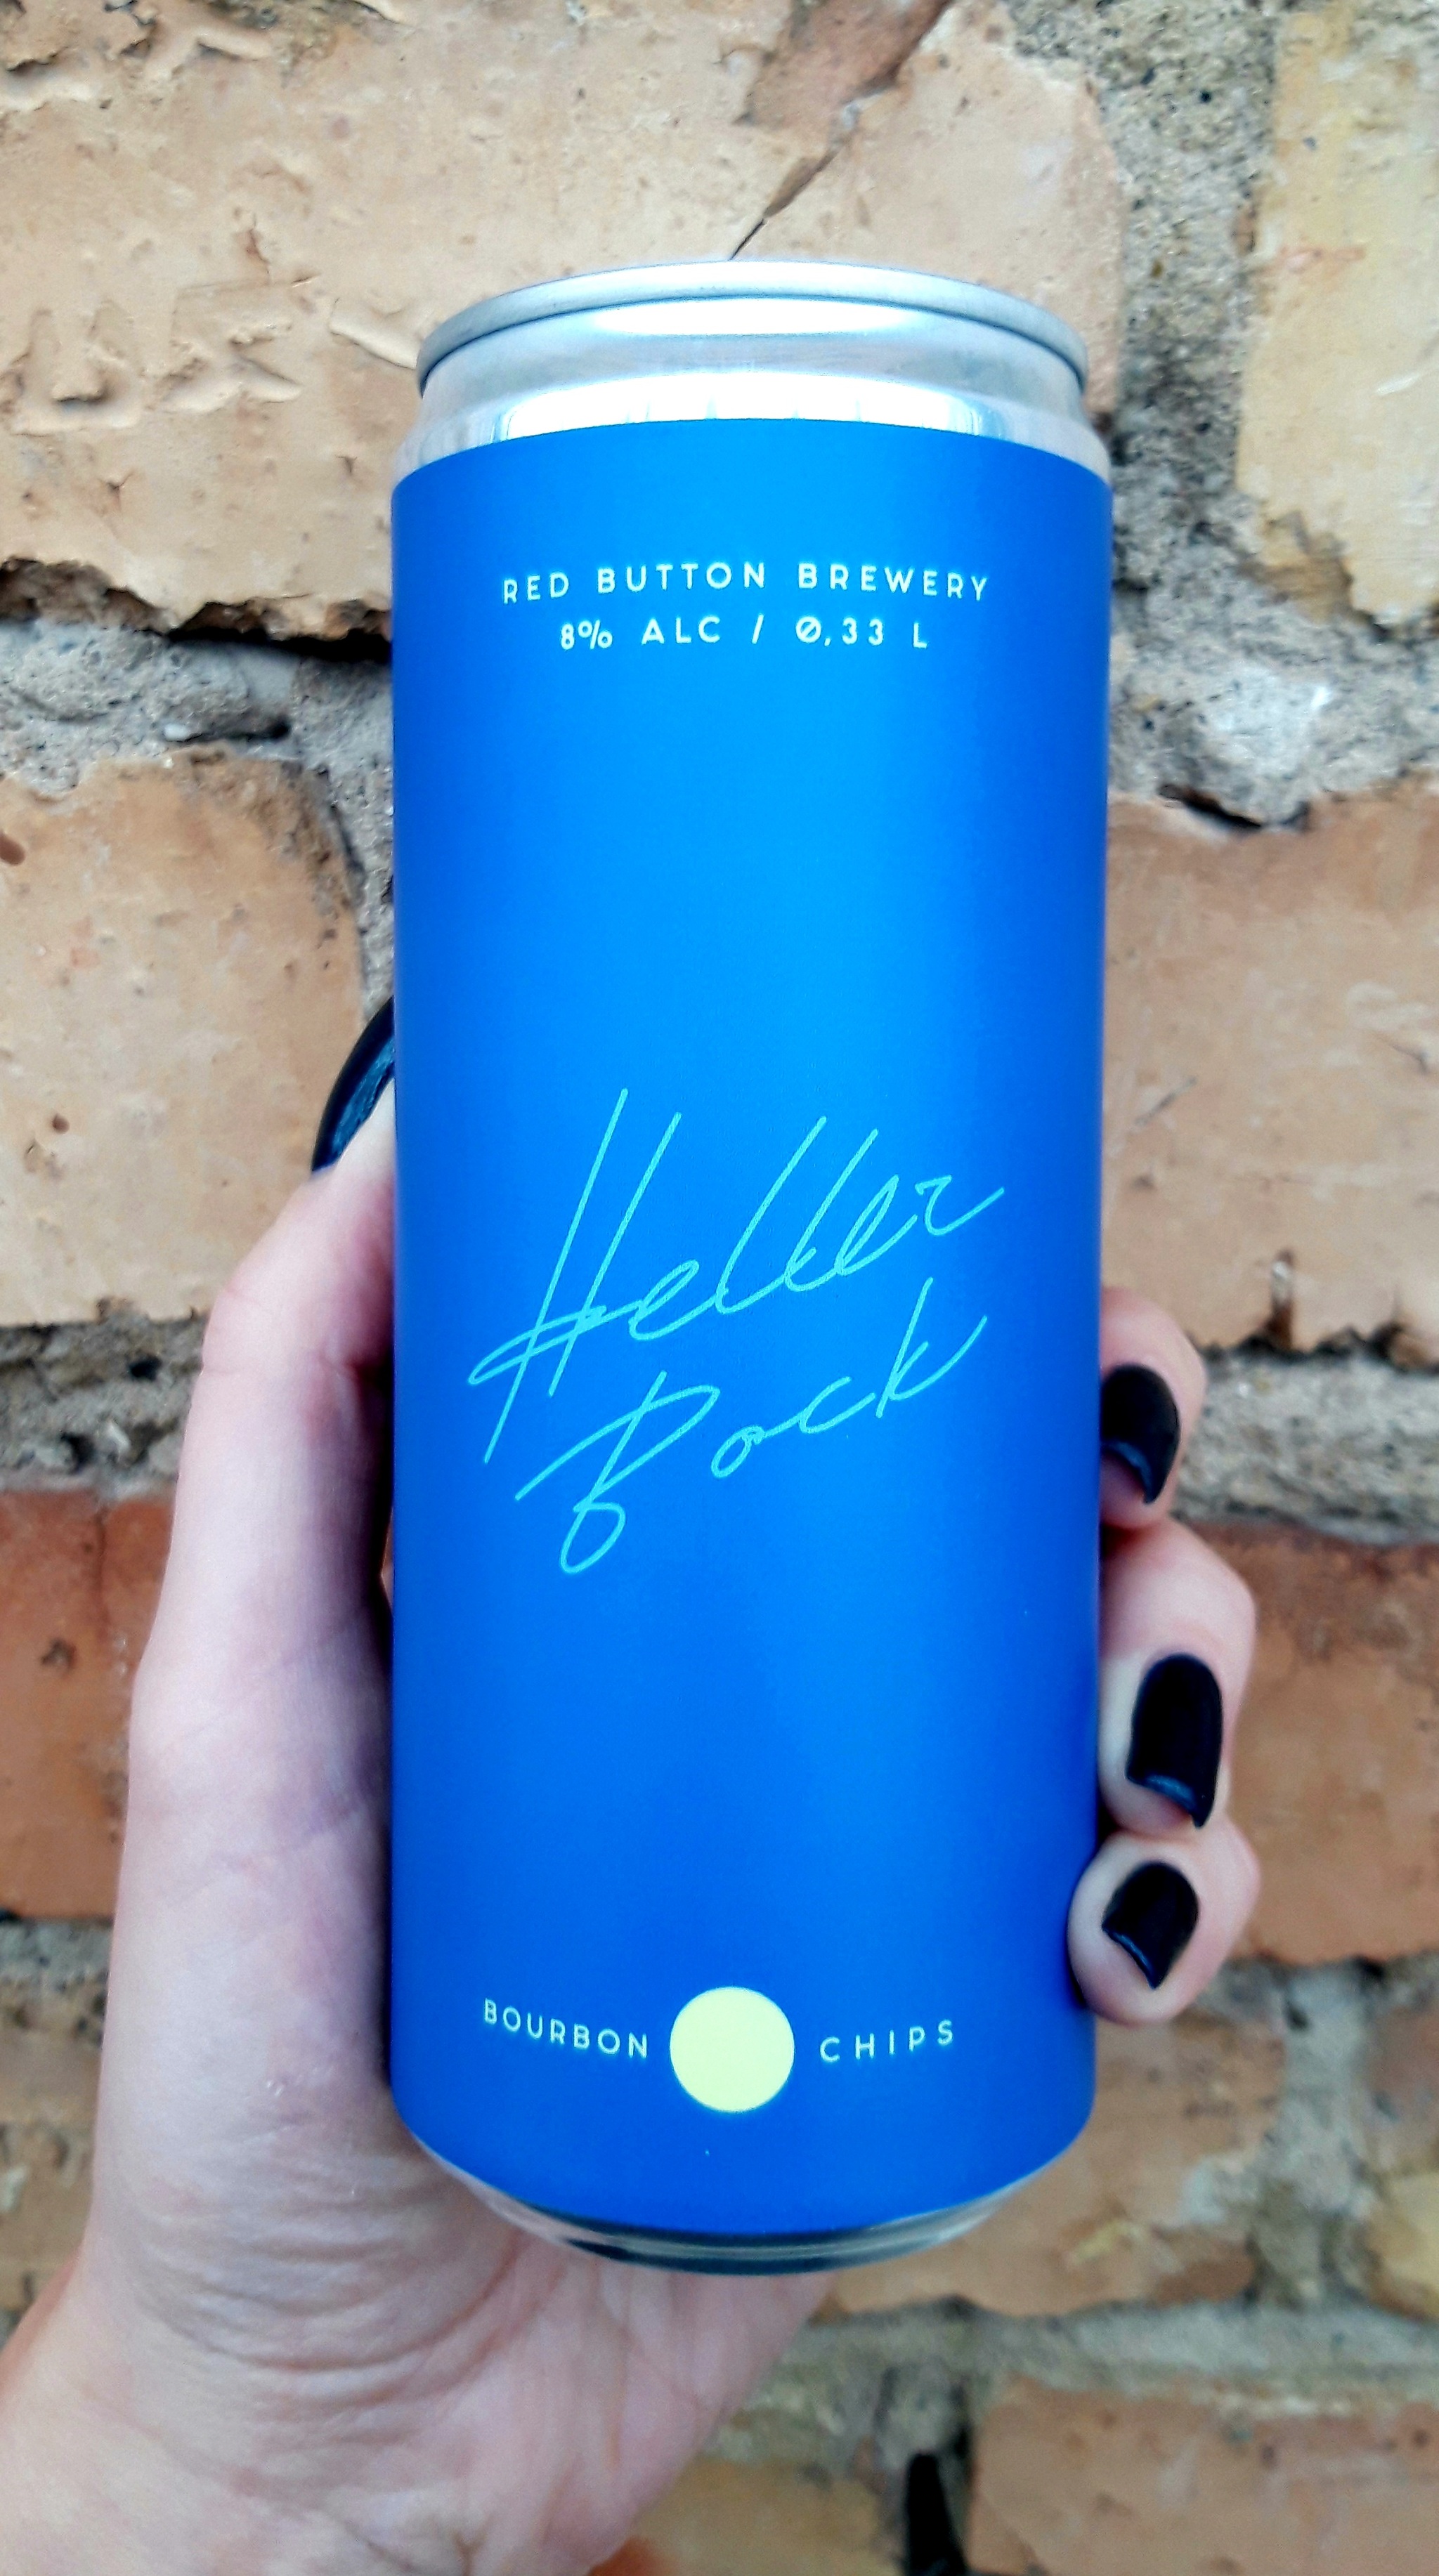 RED BUTTON BREWERY
8% ALC / 0,33 L
Heller
Bock
BOURBON CHIPS